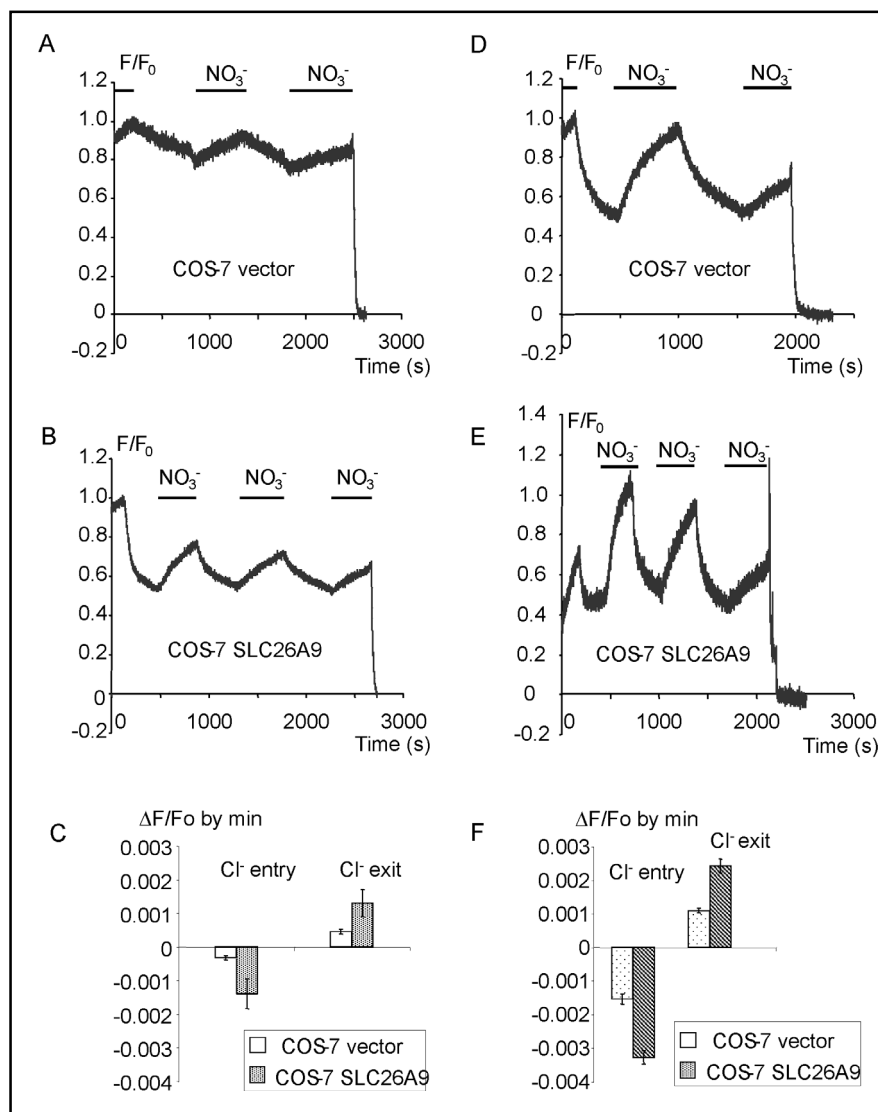 A
F/F₀
NO₃⁻ NO₃⁻
1.2
1.0
0.8
0.6
0.4
0.2
0
-0.2
COS-7 vector
0 1000 2000 3000
Time (s)
D
F/F₀
NO₃⁻ NO₃⁻
1.2
1.0
0.8
0.6
0.4
0.2
0
-0.2
COS-7 vector
0 1000 2000
Time (s)
B
F/F₀
NO₃⁻ NO₃⁻ NO₃⁻
1.2
1.0
0.8
0.6
0.4
0.2
0
-0.2
COS-7 SLC26A9
0 1000 2000 3000
Time (s)
E
F/F₀
NO₃⁻ NO₃⁻ NO₃⁻
1.4
1.2
1.0
0.8
0.6
0.4
0.2
0
-0.2
COS-7 SLC26A9
0 1000 2000 3000
Time (s)
C
ΔF/Fo by min
Cl⁻ entry Cl⁻ exit
0.003
0.003
0.002
0.001
0
-0.001
-0.002
-0.003
-0.004
COS-7 vector
COS-7 SLC26A9
F
ΔF/Fo by min
Cl⁻ exit
Cl⁻ entry
0.003
0.003
0.002
0.001
0
-0.001
-0.002
-0.003
-0.004
COS-7 vector
COS-7 SLC26A9